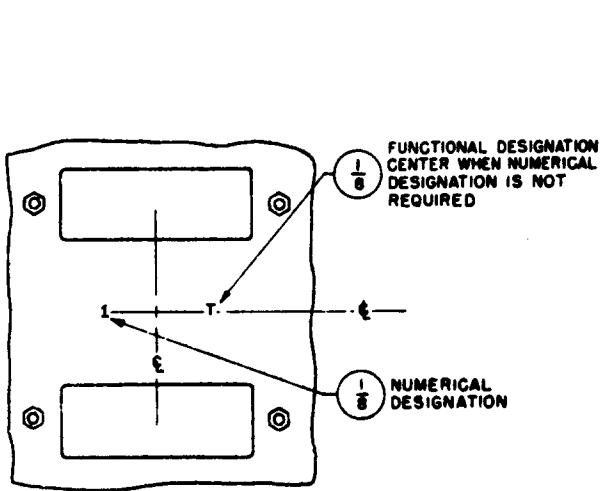 FUNCTIONAL DESIGNATION
CENTER WHEN NUMERICAL
DESIGNATION IS NOT
REQUIRED
1/8
1 T ℄
℄
1/8
NUMERICAL
DESIGNATION